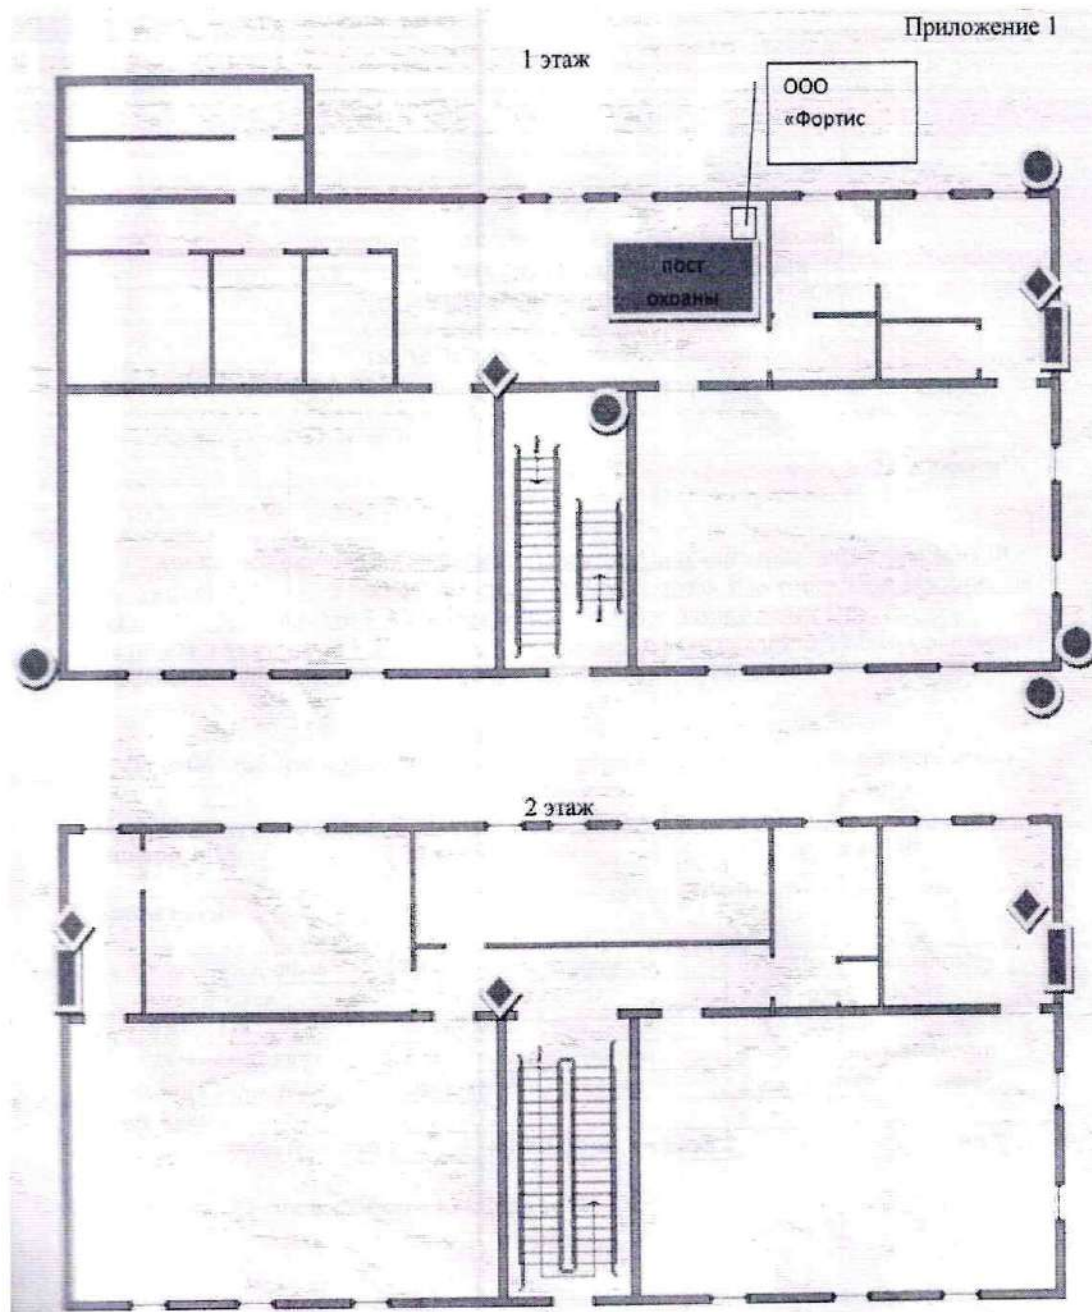 Приложение 1
1 этаж
ООО
«Фортис
пост
охраны
2 этаж